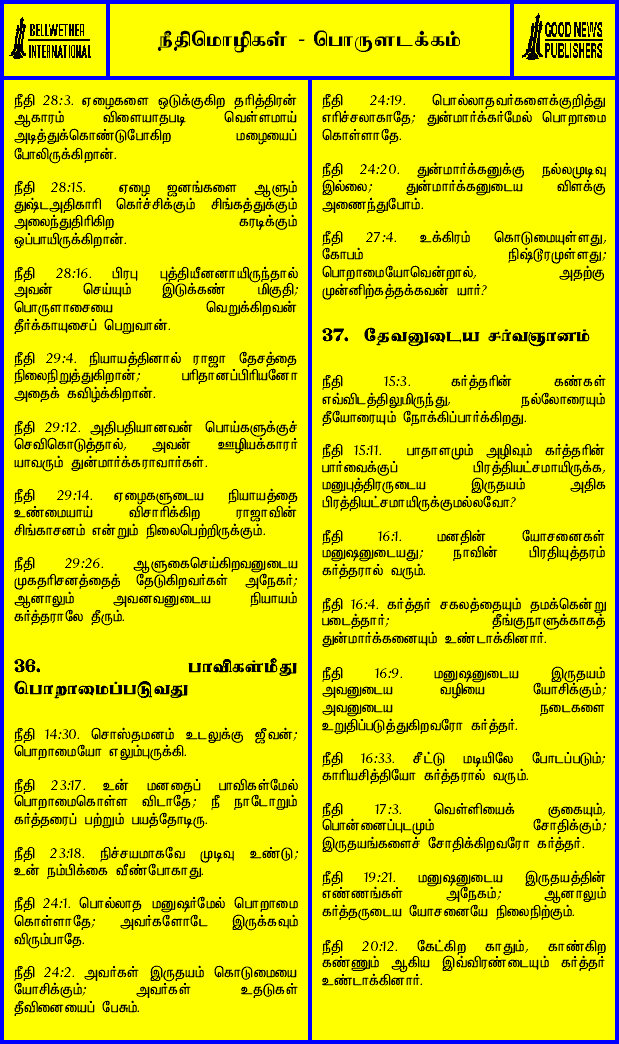 BELLWETHER
INTERNATIONAL
நீதிமொழிகள் - பொருளடக்கம்
GOOD NEWS
PUBLISHERS
நீதி 28:3. ஏழைகளை ஒடுக்குகிற தரித்திரன்
ஆகாரம் விளையாதபடி வெள்ளமாய்
அடித்துக்கொண்டுபோகிற மழையைப்
போலிருக்கிறான்.
நீதி 28:15. ஏழை ஜனங்களை ஆளும்
துஷ்டஅதிகாரி கெர்ச்சிக்கும் சிங்கத்துக்கும்
அலைந்துதிரிகிற கரடிக்கும்
ஒப்பாயிருக்கிறான்.
நீதி 28:16. பிரபு புத்தியீனனாயிருந்தால்
அவன் செய்யும் இடுக்கண் மிகுதி;
பொருளாசையை வெறுக்கிறவன்
தீர்க்காயுசைப் பெறுவான்.
நீதி 29:4. நியாயத்தினால் ராஜா தேசத்தை
நிலைநிறுத்துகிறான்; பரிதானப்பிரியனோ
அதைக் கவிழ்க்கிறான்.
நீதி 29:12. அதிபதியானவன் பொய்களுக்குச்
செவிகொடுத்தால், அவன் ஊழியக்காரர்
யாவரும் துன்மார்க்கராவார்கள்.
நீதி 29:14. ஏழைகளுடைய நியாயத்தை
உண்மையாய் விசாரிக்கிற ராஜாவின்
சிங்காசனம் என்றும் நிலைபெற்றிருக்கும்.
நீதி 29:26. ஆளுகைசெய்கிறவனுடைய
முகதரிசனத்தைத் தேடுகிறவர்கள் அநேகர்;
ஆனாலும் அவனவனுடைய நியாயம்
கர்த்தராலே தீரும்.
36. பாவிகள்மீது
பொறாமைப்படுவது
நீதி 14:30. சொஸ்தமனம் உடலுக்கு ஜீவன்;
பொறாமையோ எலும்புருக்கி.
நீதி 23:17. உன் மனதைப் பாவிகள்மேல்
பொறாமைகொள்ள விடாதே; நீ நாடோறும்
கர்த்தரைப் பற்றும் பயத்தோடிரு.
நீதி 23:18. நிச்சயமாகவே முடிவு உண்டு;
உன் நம்பிக்கை வீண்போகாது.
நீதி 24:1. பொல்லாத மனுஷர்மேல் பொறாமை
கொள்ளாதே; அவர்களோடே இருக்கவும்
விரும்பாதே.
நீதி 24:2. அவர்கள் இருதயம் கொடுமையை
யோசிக்கும்; அவர்கள் உதடுகள்
தீவினையைப் பேசும்.
நீதி 24:19. பொல்லாதவர்களைக்குறித்து
எரிச்சலாகாதே; துன்மார்க்கர்மேல் பொறாமை
கொள்ளாதே.
நீதி 24:20. துன்மார்க்கனுக்கு நல்லமுடிவு
இல்லை; துன்மார்க்கனுடைய விளக்கு
அணைந்துபோம்.
நீதி 27:4. உக்கிரம் கொடுமையுள்ளது,
கோபம் நிஷ்டூரமுள்ளது;
பொறாமையோவென்றால், அதற்கு
முன்னிற்கத்தக்கவன் யார்?
37. தேவனுடைய சர்வஞானம்
நீதி 15:3. கர்த்தரின் கண்கள்
எவ்விடத்திலுமிருந்து, நல்லோரையும்
தீயோரையும் நோக்கிப்பார்க்கிறது.
நீதி 15:11. பாதாளமும் அழிவும் கர்த்தரின்
பார்வைக்குப் பிரத்தியட்சமாயிருக்க,
மனுபுத்திரருடைய இருதயம் அதிக
பிரத்தியட்சமாயிருக்குமல்லவோ?
நீதி 16:1. மனதின் யோசனைகள்
மனுஷனுடையது; நாவின் பிரதியுத்தரம்
கர்த்தரால் வரும்.
நீதி 16:4. கர்த்தர் சகலத்தையும் தமக்கென்று
படைத்தார்; தீங்குநாளுக்காகத்
துன்மார்க்கனையும் உண்டாக்கினார்.
நீதி 16:9. மனுஷனுடைய இருதயம்
அவனுடைய வழியை யோசிக்கும்;
அவனுடைய நடைகளை
உறுதிப்படுத்துகிறவரோ கர்த்தர்.
நீதி 16:33. சீட்டு மடியிலே போடப்படும்;
காரியசித்தியோ கர்த்தரால் வரும்.
நீதி 17:3. வெள்ளியைக் குகையும்,
பொன்னைப்புடமும் சோதிக்கும்;
இருதயங்களைச் சோதிக்கிறவரோ கர்த்தர்.
நீதி 19:21. மனுஷனுடைய இருதயத்தின்
எண்ணங்கள் அநேகம்; ஆனாலும்
கர்த்தருடைய யோசனையே நிலைநிற்கும்.
நீதி 20:12. கேட்கிற காதும், காண்கிற
கண்ணும் ஆகிய இவ்விரண்டையும் கர்த்தர்
உண்டாக்கினார்.